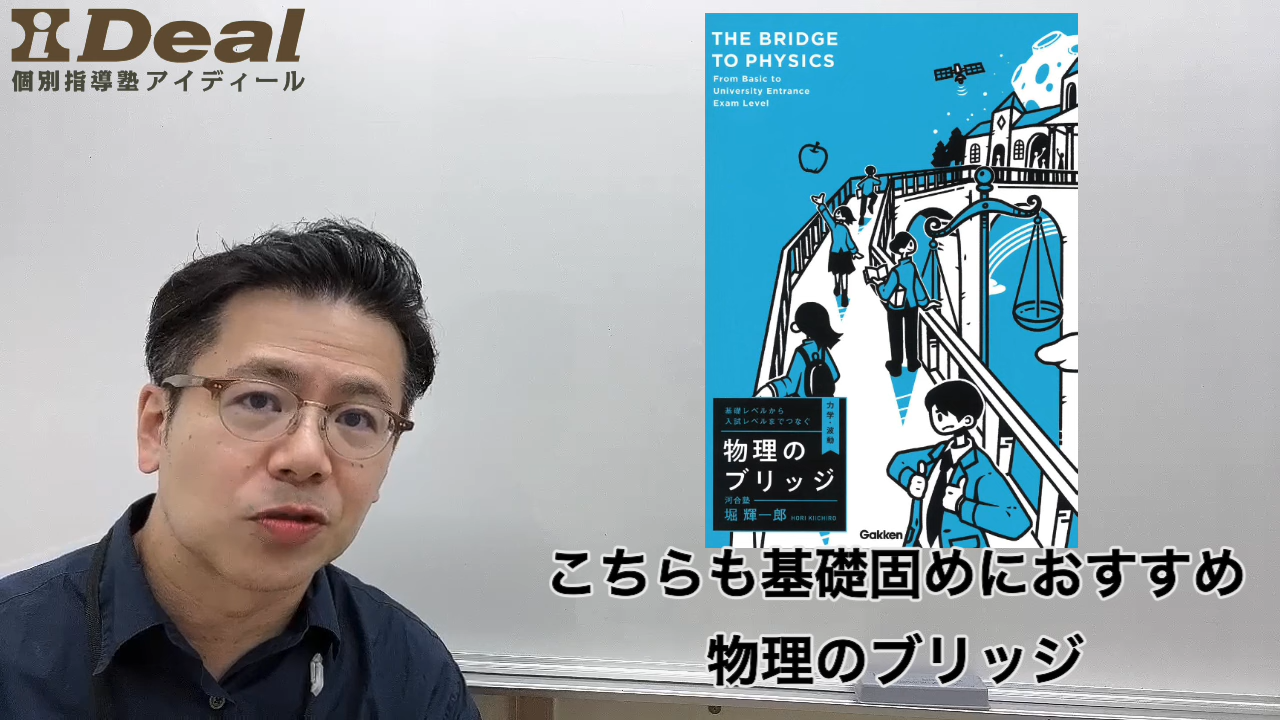 iDeal
個別指導塾アイディール
THE BRIDGE
TO PHYSICS
From Basic to
University Entrance
Exam Level
基礎レベルから
入試レベルまでつなぐ
力学・波動
物理の
ブリッジ
河合塾
堀 輝一郎 HORI KIICHIRO
Gakken
こちらも基礎固めにおすすめ
物理のブリッジ